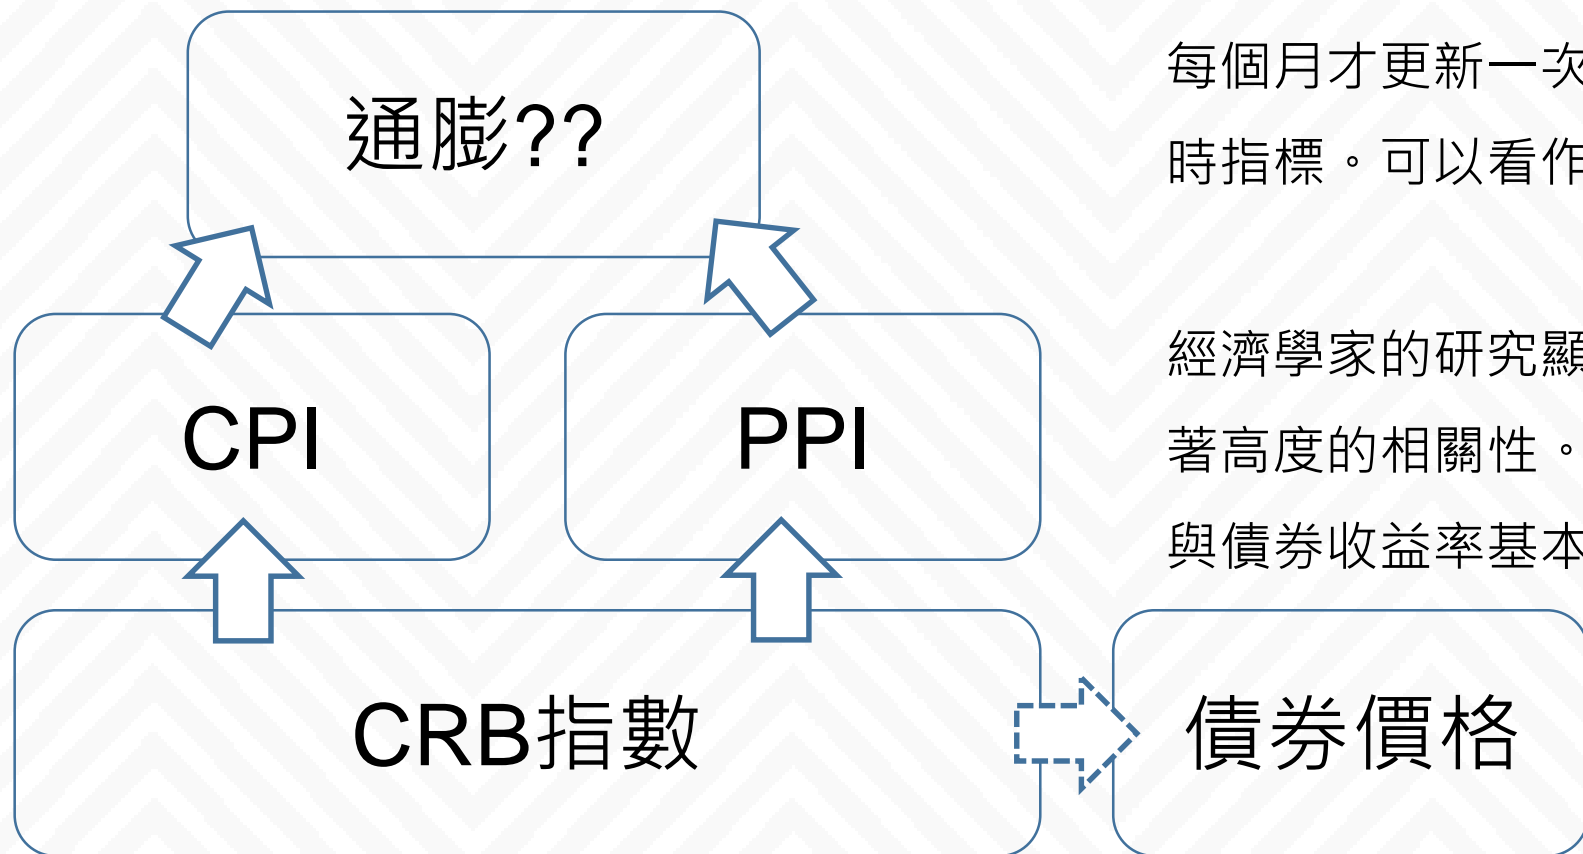 通膨??
CPI
PPI
CRB指數
債券價格
每個月才更新一次
時指標。可以看作
經濟學家的研究顯
著高度的相關性。
與債券收益率基本